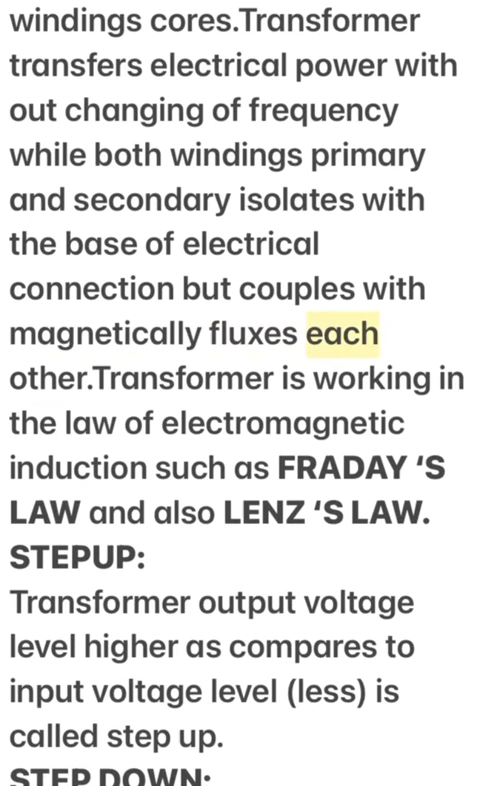 windings cores.Transformer
transfers electrical power with
out changing of frequency
while both windings primary
and secondary isolates with
the base of electrical
connection but couples with
magnetically fluxes each
other.Transformer is working in
the law of electromagnetic
induction such as FRADAY ‘S
LAW and also LENZ ‘S LAW.
STEPUP:
Transformer output voltage
level higher as compares to
input voltage level (less) is
called step up.
STEP DOWN: